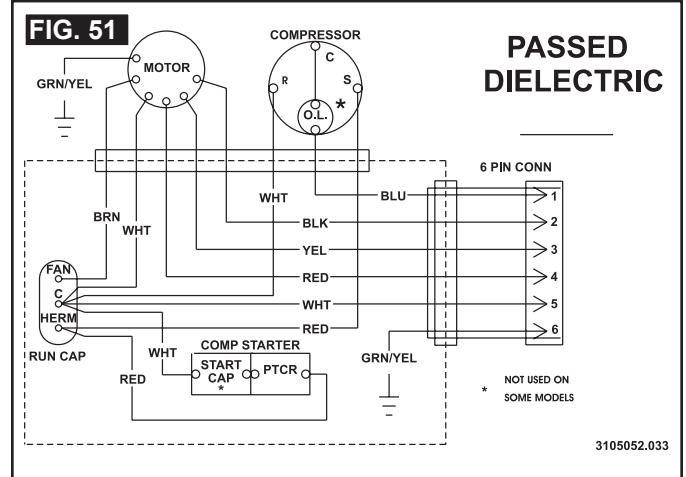 FIG. 51
COMPRESSOR
PASSED
DIELECTRIC
MOTOR
C
R
S
*
O.L.
GRN/YEL
6 PIN CONN
WHT
BLU
1
BRN
WHT
BLK
2
YEL
3
FAN
RED
4
C
WHT
5
HERM
RED
6
RUN CAP
WHT
COMP STARTER
GRN/YEL
RED
START
CAP
*
PTCR
* NOT USED ON
SOME MODELS
3105052.033